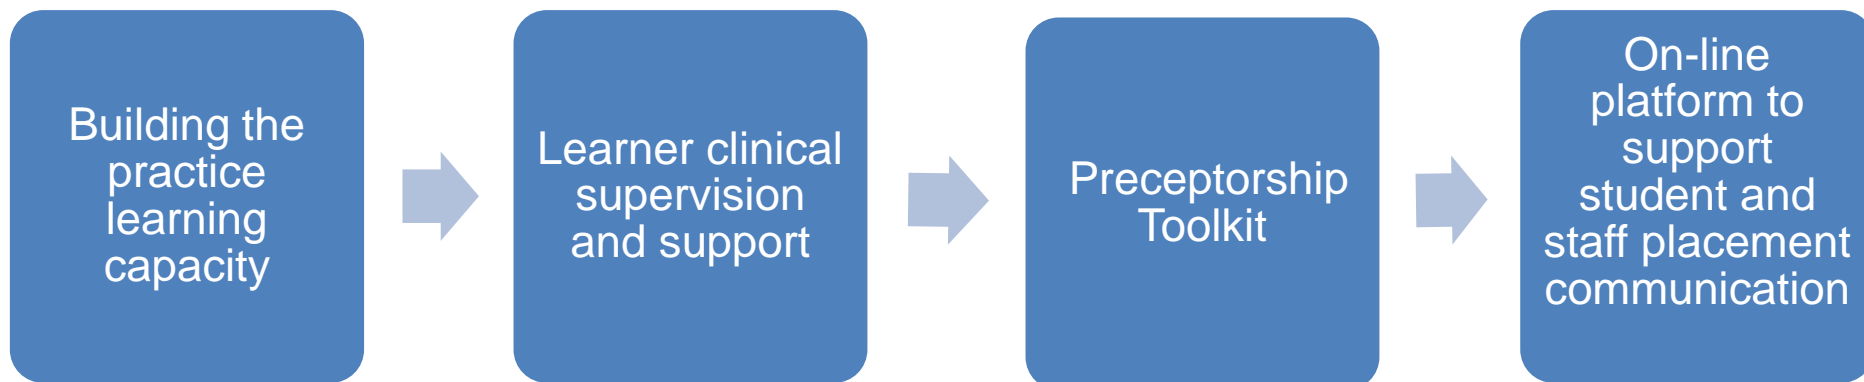 Building the
practice
learning
capacity
Learner clinical
supervision
and support
Preceptorship
Toolkit
On-line
platform to
support
student and
staff placement
communication